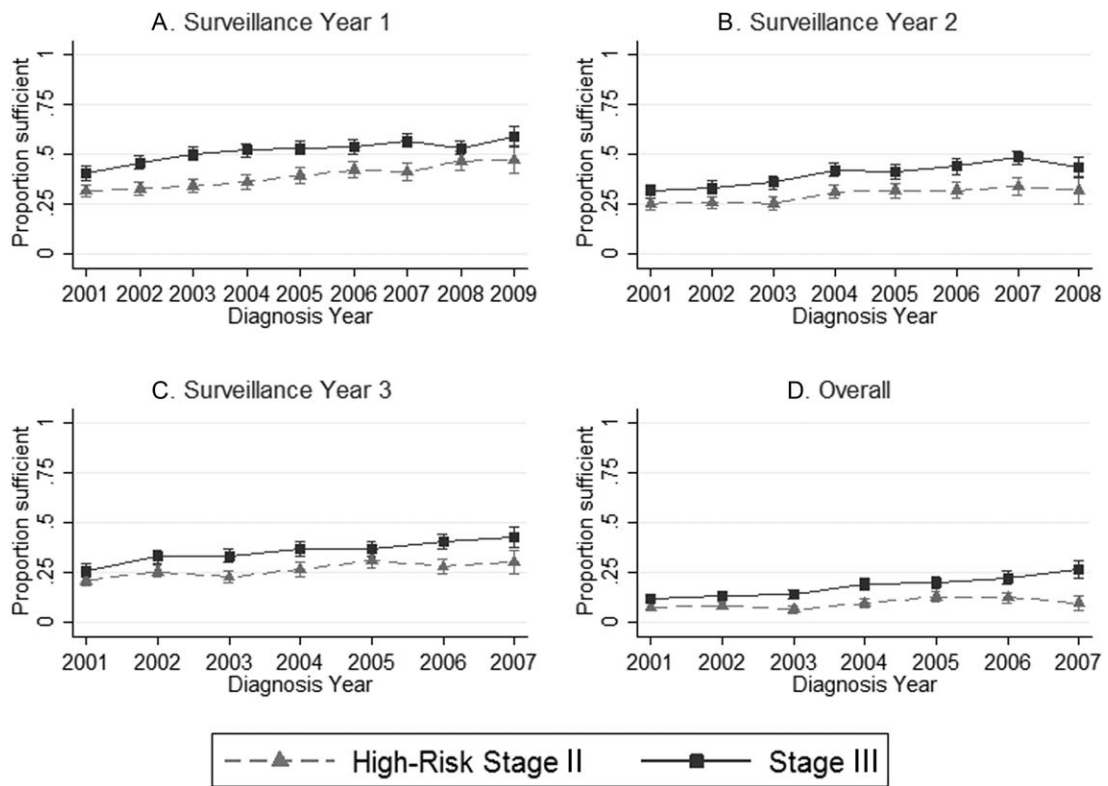 A. Surveillance Year 1
Proportion sufficient
0 .25 .5 .75 1
2001 2002 2003 2004 2005 2006 2007 2008 2009
Diagnosis Year
B. Surveillance Year 2
Proportion sufficient
0 .25 .5 .75 1
2001 2002 2003 2004 2005 2006 2007 2008
Diagnosis Year
C. Surveillance Year 3
Proportion sufficient
0 .25 .5 .75 1
2001 2002 2003 2004 2005 2006 2007
Diagnosis Year
D. Overall
Proportion sufficient
0 .25 .5 .75 1
2001 2002 2003 2004 2005 2006 2007
Diagnosis Year
High-Risk Stage II Stage III